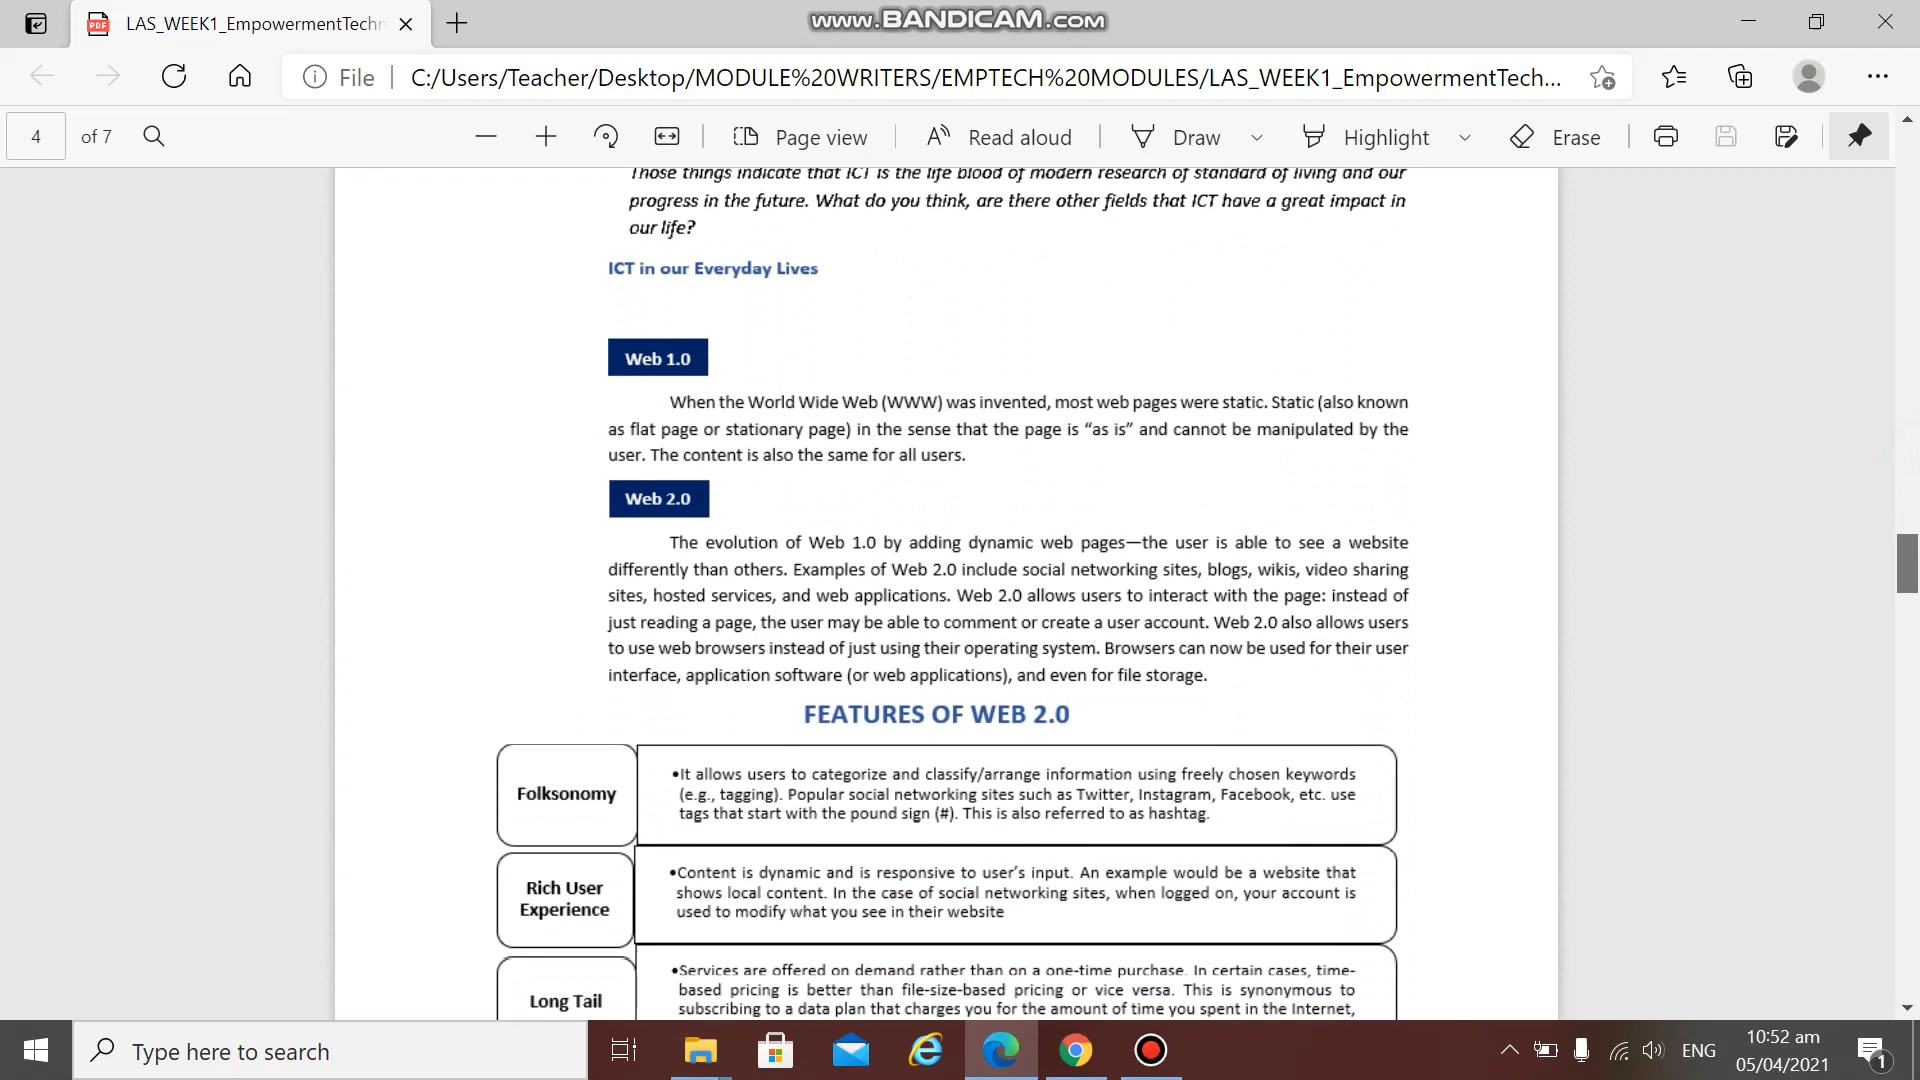 LAS_WEEK1_EmpowermentTechn
www.BANDICAM.com
File
C:/Users/Teacher/Desktop/MODULE%20WRITERS/EMPTECH%20MODULES/LAS_WEEK1_EmpowermentTech...
4 of 7
Page view
Read aloud
Draw
Highlight
Erase
Those things indicate that ICT is the life blood of modern research of standard of living and our
progress in the future. What do you think, are there other fields that ICT have a great impact in
our life?
ICT in our Everyday Lives
Web 1.0
When the World Wide Web (WWW) was invented, most web pages were static. Static (also known
as flat page or stationary page) in the sense that the page is “as is” and cannot be manipulated by the
user. The content is also the same for all users.
Web 2.0
The evolution of Web 1.0 by adding dynamic web pages—the user is able to see a website
differently than others. Examples of Web 2.0 include social networking sites, blogs, wikis, video sharing
sites, hosted services, and web applications. Web 2.0 allows users to interact with the page: instead of
just reading a page, the user may be able to comment or create a user account. Web 2.0 also allows users
to use web browsers instead of just using their operating system. Browsers can now be used for their user
interface, application software (or web applications), and even for file storage.
FEATURES OF WEB 2.0
Folksonomy
•It allows users to categorize and classify/arrange information using freely chosen keywords
(e.g., tagging). Popular social networking sites such as Twitter, Instagram, Facebook, etc. use
tags that start with the pound sign (#). This is also referred to as hashtag.
Rich User
Experience
•Content is dynamic and is responsive to user’s input. An example would be a website that
shows local content. In the case of social networking sites, when logged on, your account is
used to modify what you see in their website
Long Tail
•Services are offered on demand rather than on a one-time purchase. In certain cases, time-
based pricing is better than file-size-based pricing or vice versa. This is synonymous to
subscribing to a data plan that charges you for the amount of time you spent in the Internet,
Type here to search
ENG
10:52 am
05/04/2021
1